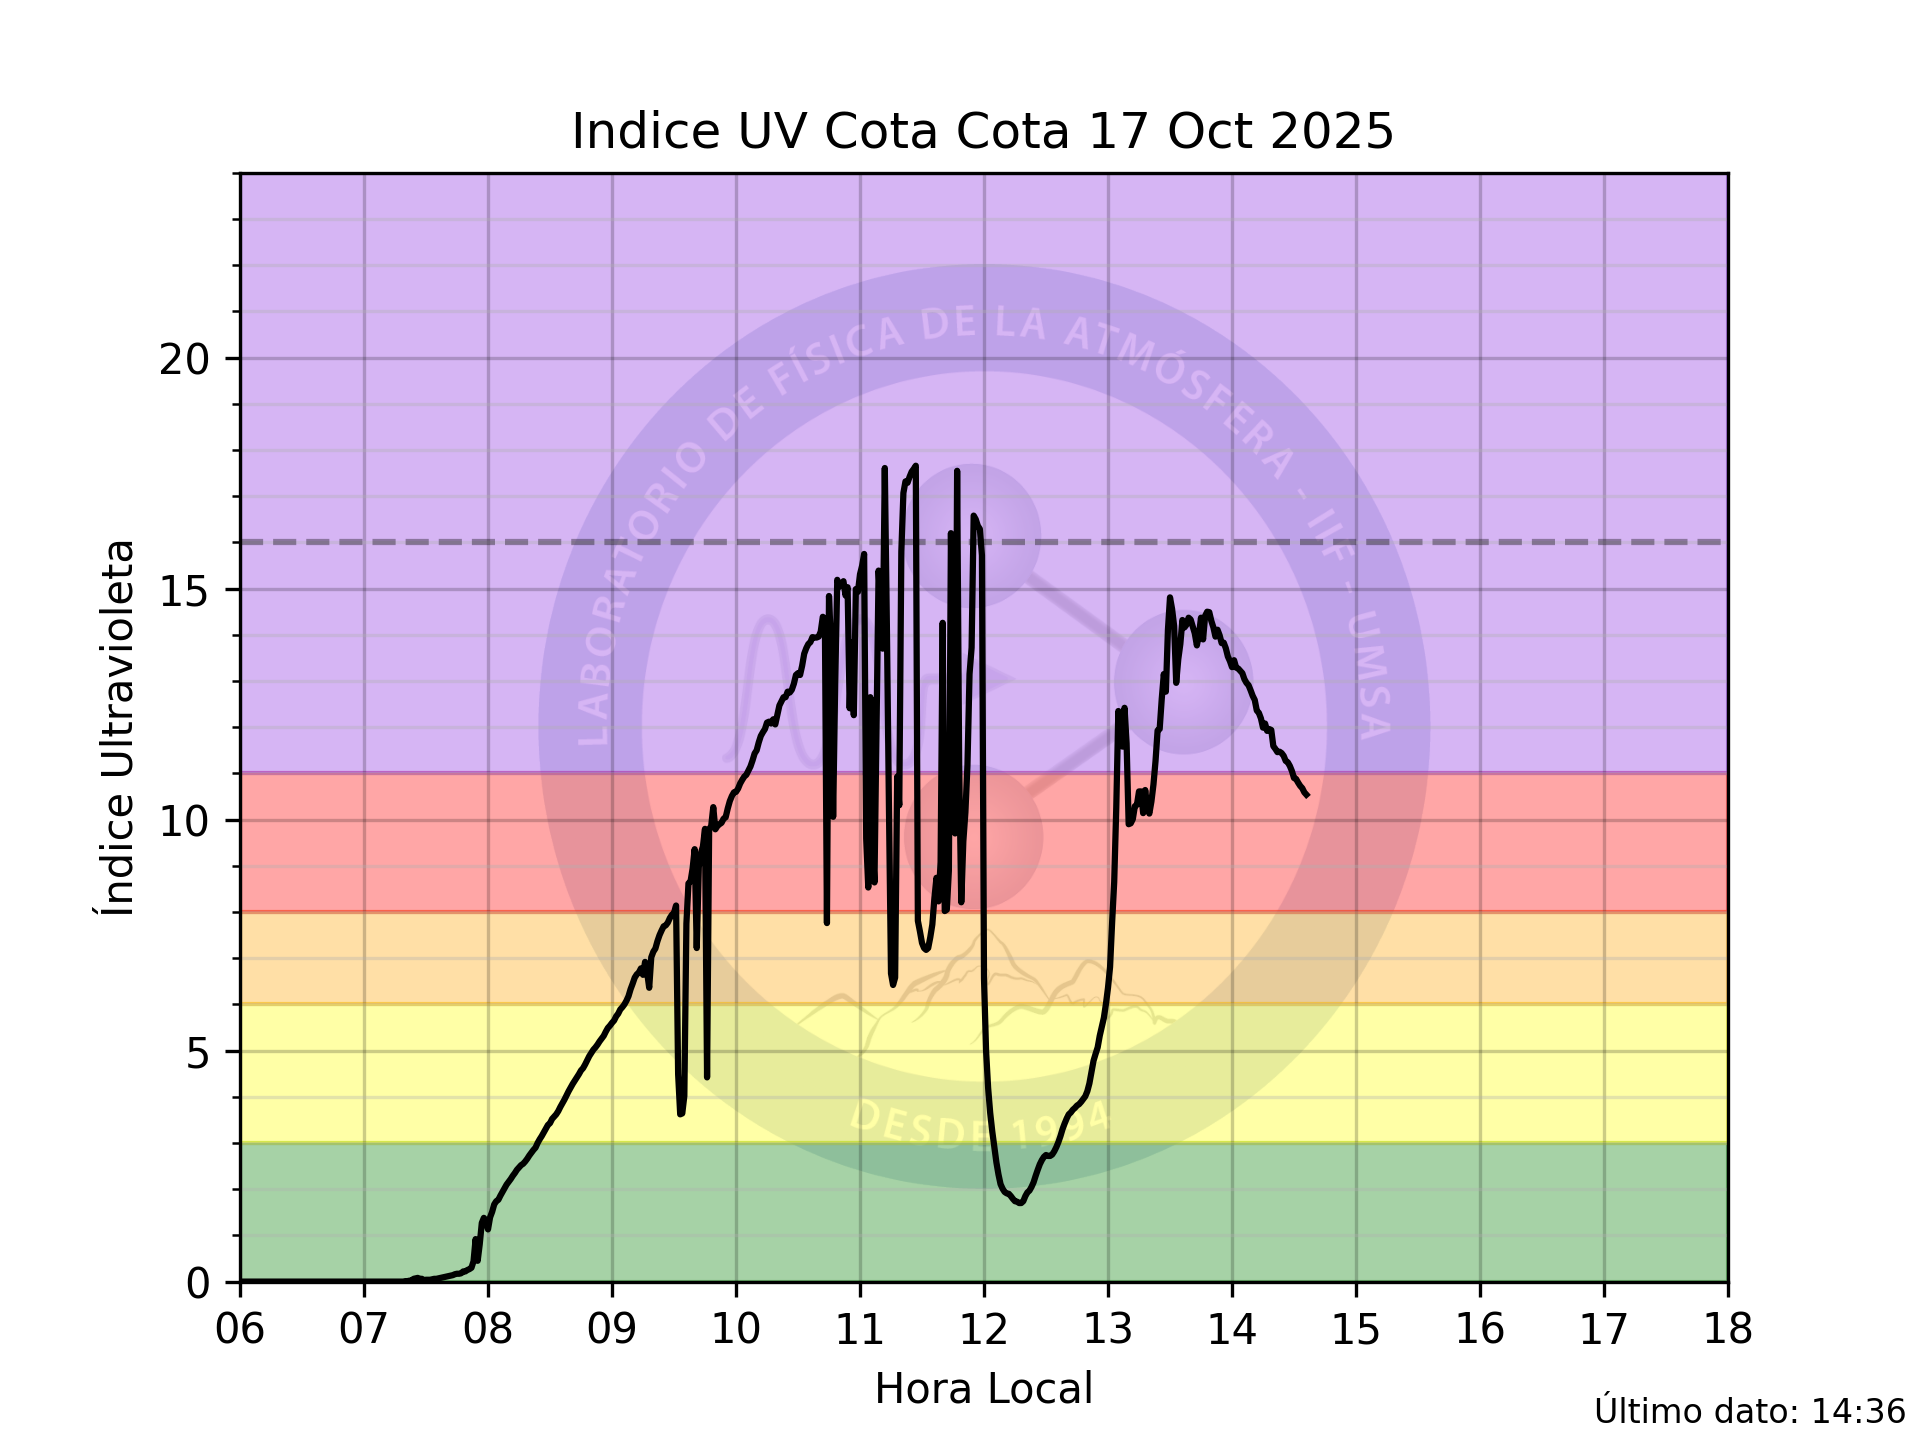 Indice UV Cota Cota 17 Oct 2025
Índice Ultravioleta
20
15
10
5
0
LABORATORIO DE FÍSICA DE LA ATMÓSFERA - IIF - UMSA
DESDE 1994
06 07 08 09 10 11 12 13 14 15 16 17 18
Hora Local
Último dato: 14:36